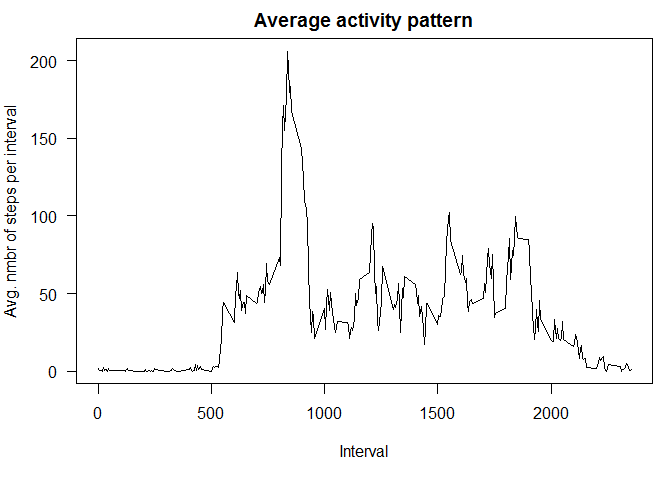 Average activity pattern
Avg. nmbr of steps per interval
200
150
100
50
0
0 500 1000 1500 2000
Interval